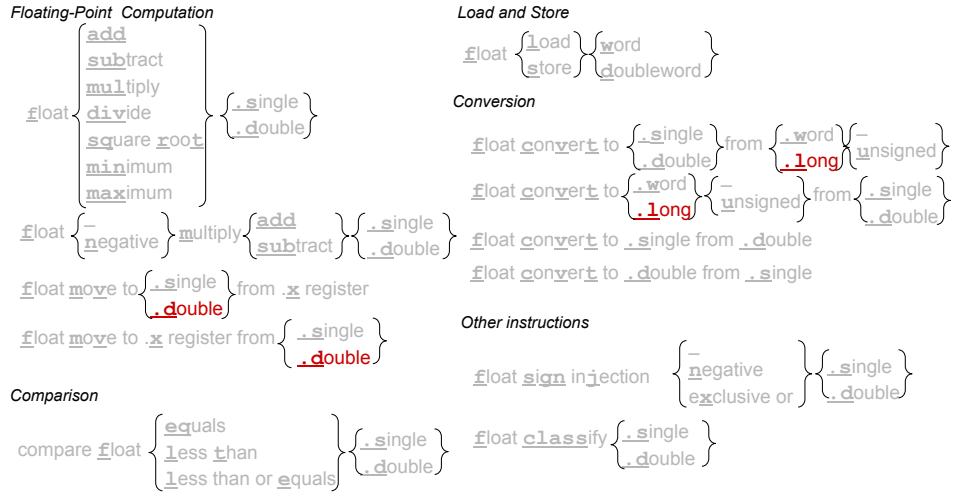 Floating-Point Computation
float
add
subtract
multiply
divide
square root
minimum
maximum
.single
.double
float
–
negative
multiply
add
subtract
.single
.double
float move to
.single
.double
from .x register
float move to .x register from
.single
.double
Comparison
compare float
equals
less than
less than or equals
.single
.double
Load and Store
float
load
store
word
doubleword
Conversion
float convert to
.single
.double
from
.word
.long
–
unsigned
float convert to
.word
.long
–
unsigned
from
.single
.double
float convert to .single from .double
float convert to .double from .single
Other instructions
float sign injection
–
negative
exclusive or
.single
.double
float classify
.single
.double